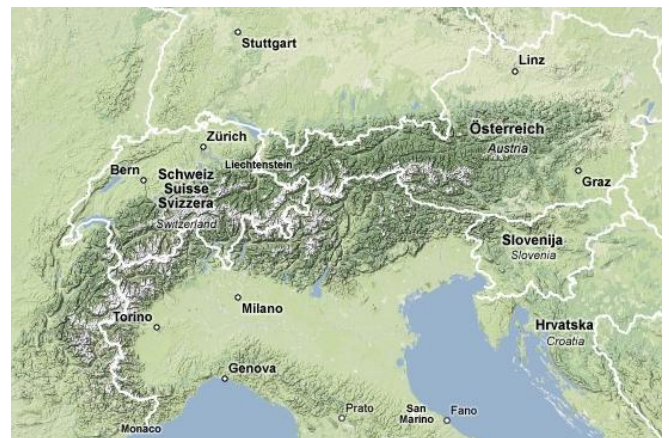 Stuttgart
Linz
Zürich
Österreich
Austria
Liechtenstein
Bern
Schweiz
Suisse
Svizzera
Switzerland
Graz
Slovenija
Slovenia
Milano
Torino
Hrvatska
Croatia
Genova
Prato
San
Marino
Fano
Monaco